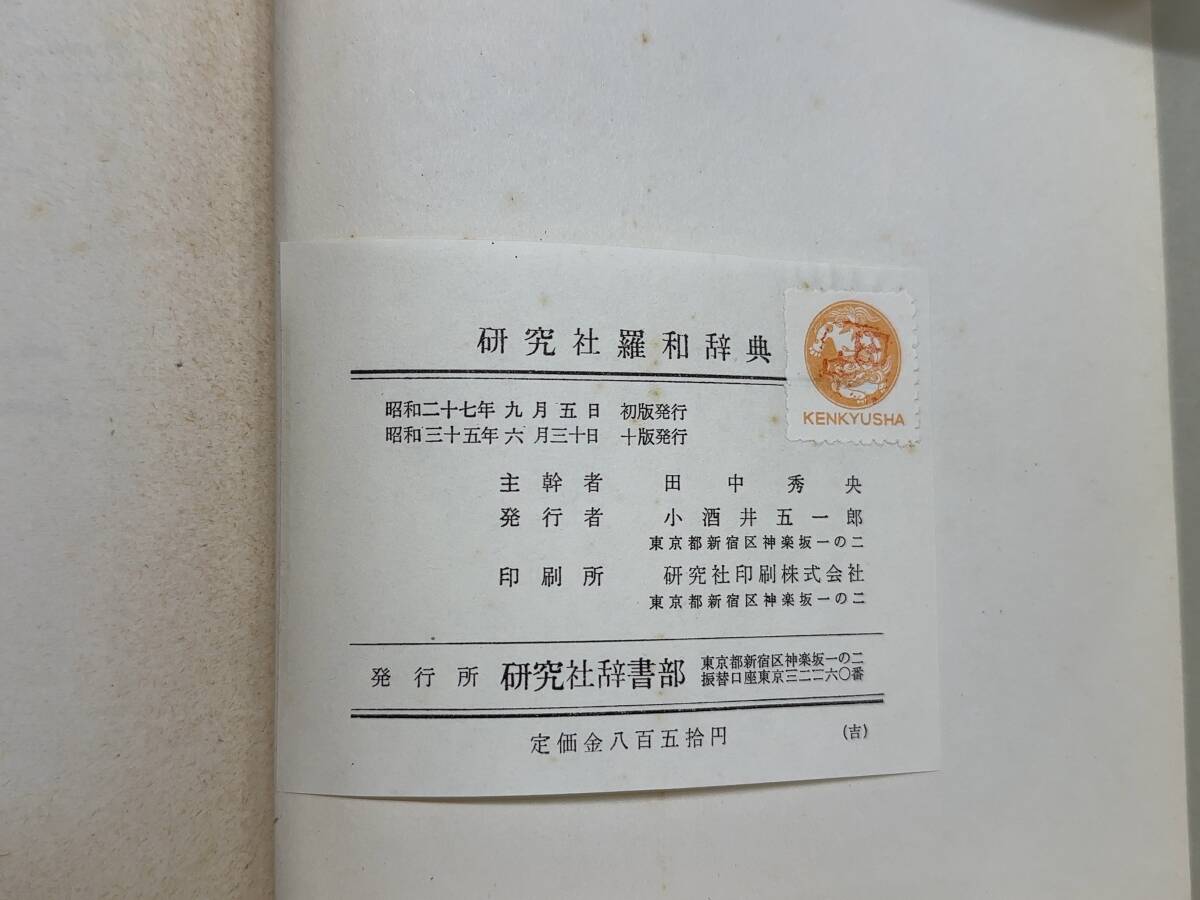 研究社羅和辞典
KENKYUSHA
昭和二十七年九月五日 初版発行
昭和三十五年六月三十日 十版発行
主幹者 田中秀央
発行者 小酒井五一郎
東京都新宿区神楽坂一の二
印刷所 研究社印刷株式会社
東京都新宿区神楽坂一の二
発行所 研究社辞書部
東京都新宿区神楽坂一の二
振替口座東京三二二六〇番
定価金八百五拾円 (吉)